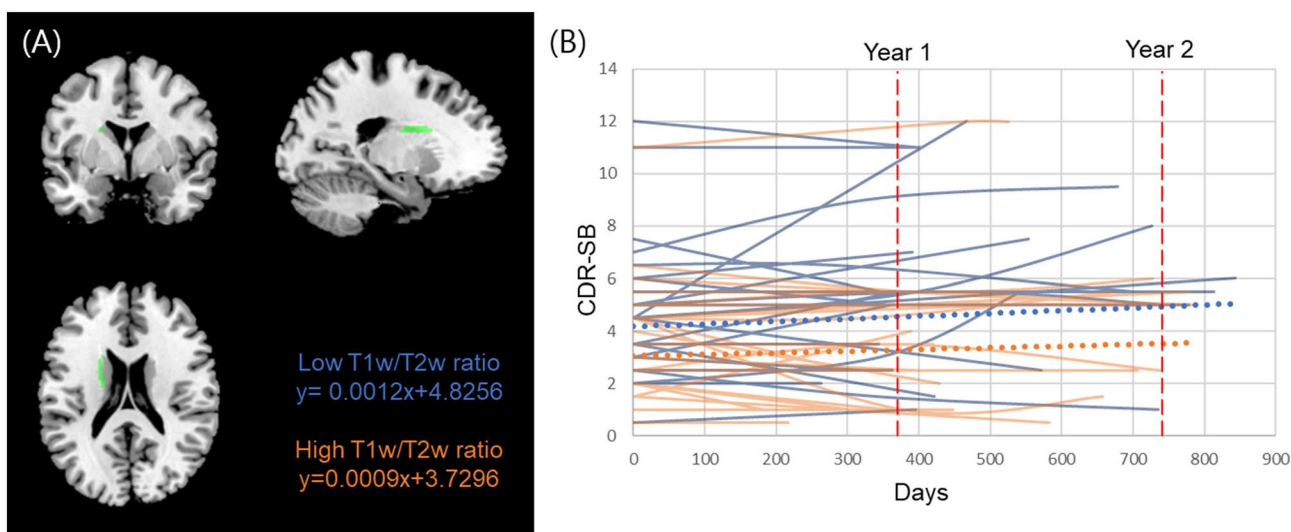 (A)
Low T1w/T2w ratio
y= 0.0012x+4.8256
High T1w/T2w ratio
y=0.0009x+3.7296
(B)
Year 1
Year 2
14
12
10
8
6
4
2
0
CDR-SB
0 100 200 300 400 500 600 700 800 900
Days